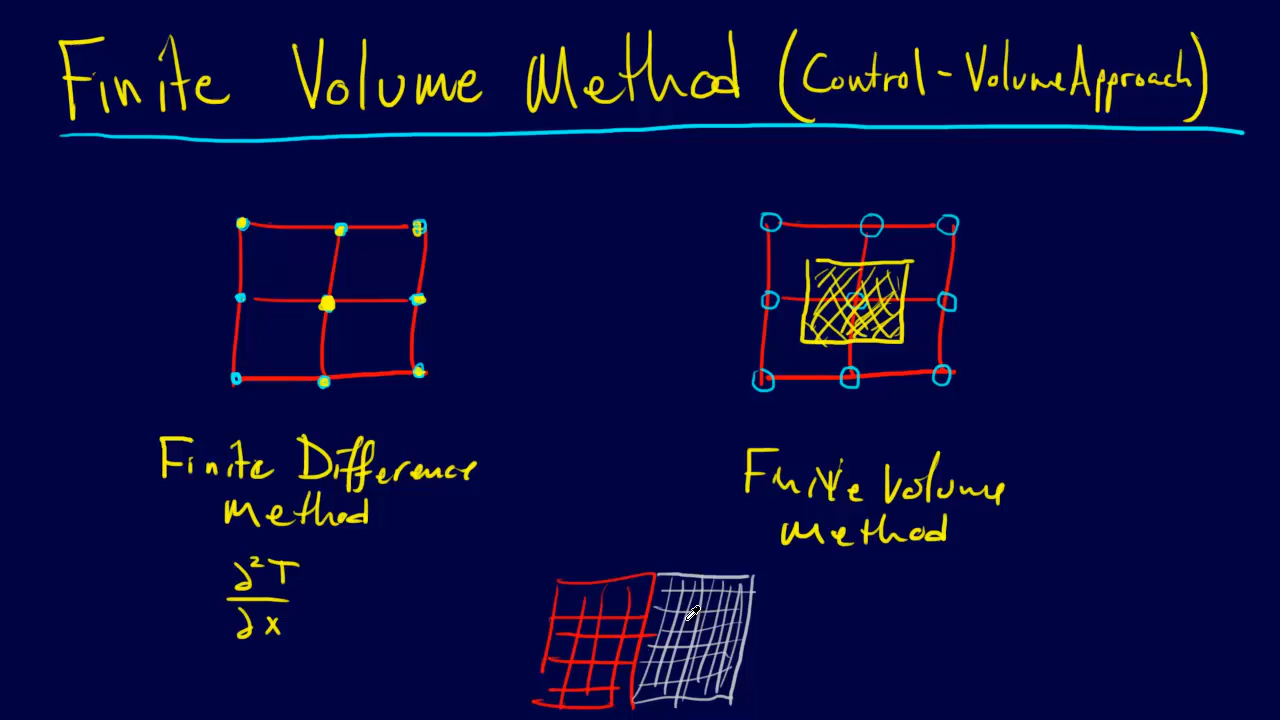 Finite Volume Method (Control-Volume Approach)
Finite Difference
Method
∂²T
∂x
Finite Volume
Method